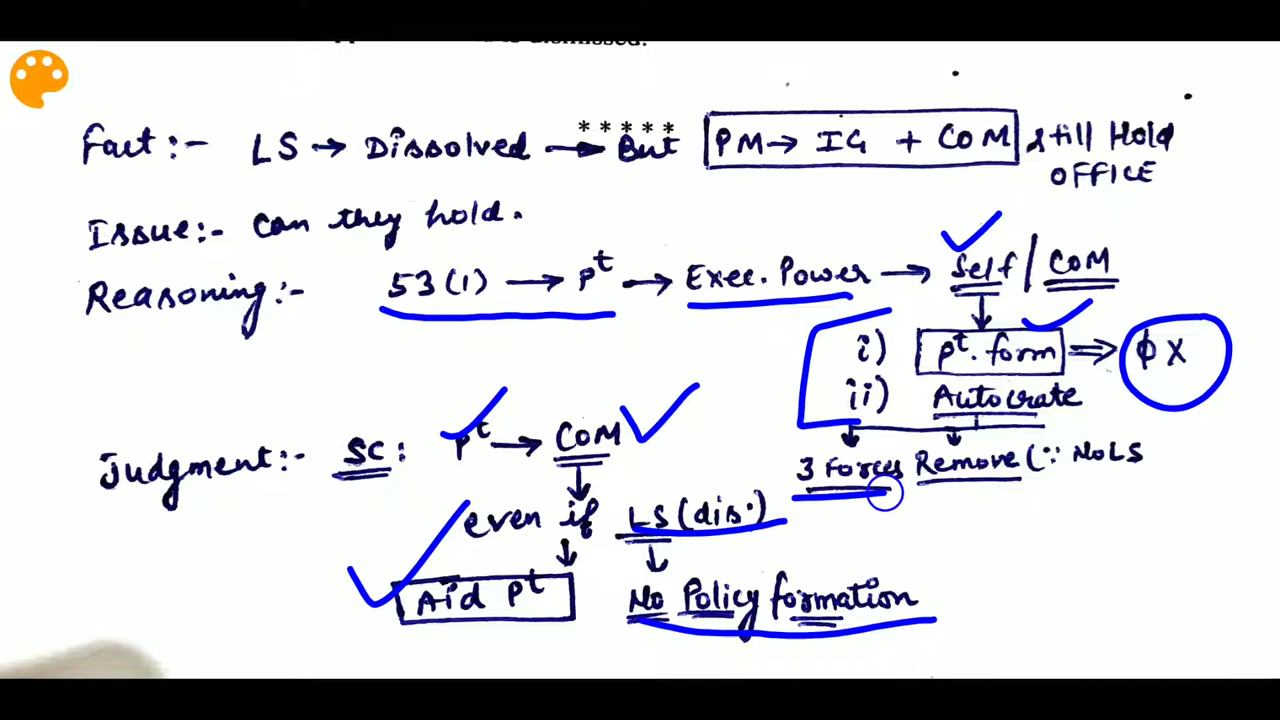 dismissed.
* * * * *
Fact:- LS → Dissolved → But PM → IG + COM still Hold OFFICE
Issue:- Can they hold.
Reasoning:- 53(1) → Pt → Exec. Power → Self / COM
i) Pt. form ⇒ φ X
ii) Autocrate
3 Forces Remove (∵ No LS
Judgment:- SC: Pt → COM
even if LS (dis.)
Aid Pt No Policy formation